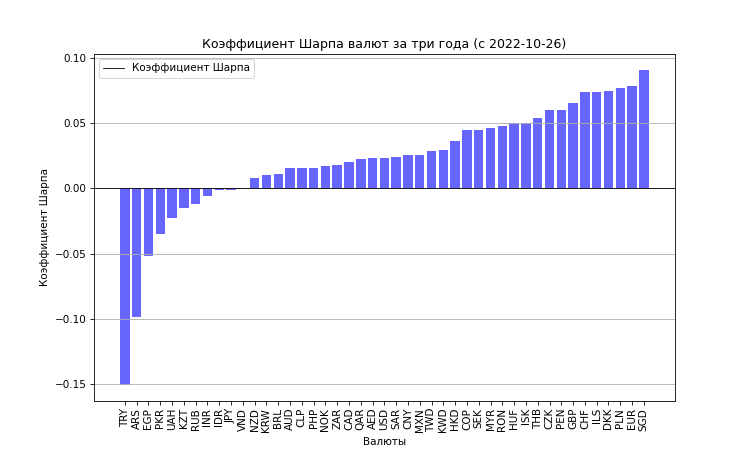 Коэффициент Шарпа валют за три года (с 2022-10-26)
Коэффициент Шарпа
Коэффициент Шарпа
0.10
0.05
0.00
−0.05
−0.10
−0.15
TRY ARS EGP PKR UAH KZT RUB INR IDR JPY VND NZD KRW BRL AUD CLP PHP NOK ZAR CAD QAR AED USD SAR CNY MXN TWD KWD HKD COP SEK MYR RON HUF ISK THB CZK PEN GBP CHF ILS DKK PLN EUR SGD
Валюты